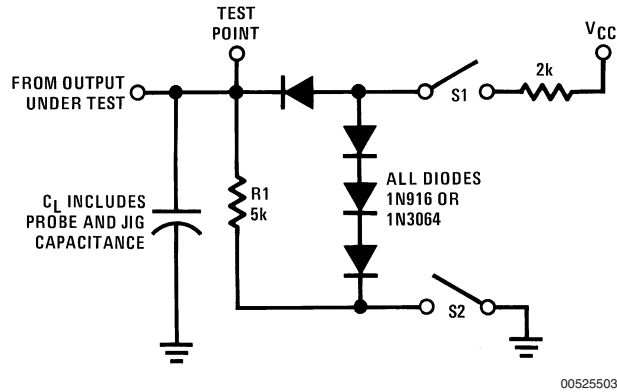 TEST
POINT
VCC
FROM OUTPUT
UNDER TEST
2k
S1
ALL DIODES
1N916 OR
1N3064
R1
5k
CL INCLUDES
PROBE AND JIG
CAPACITANCE
S2
00525503